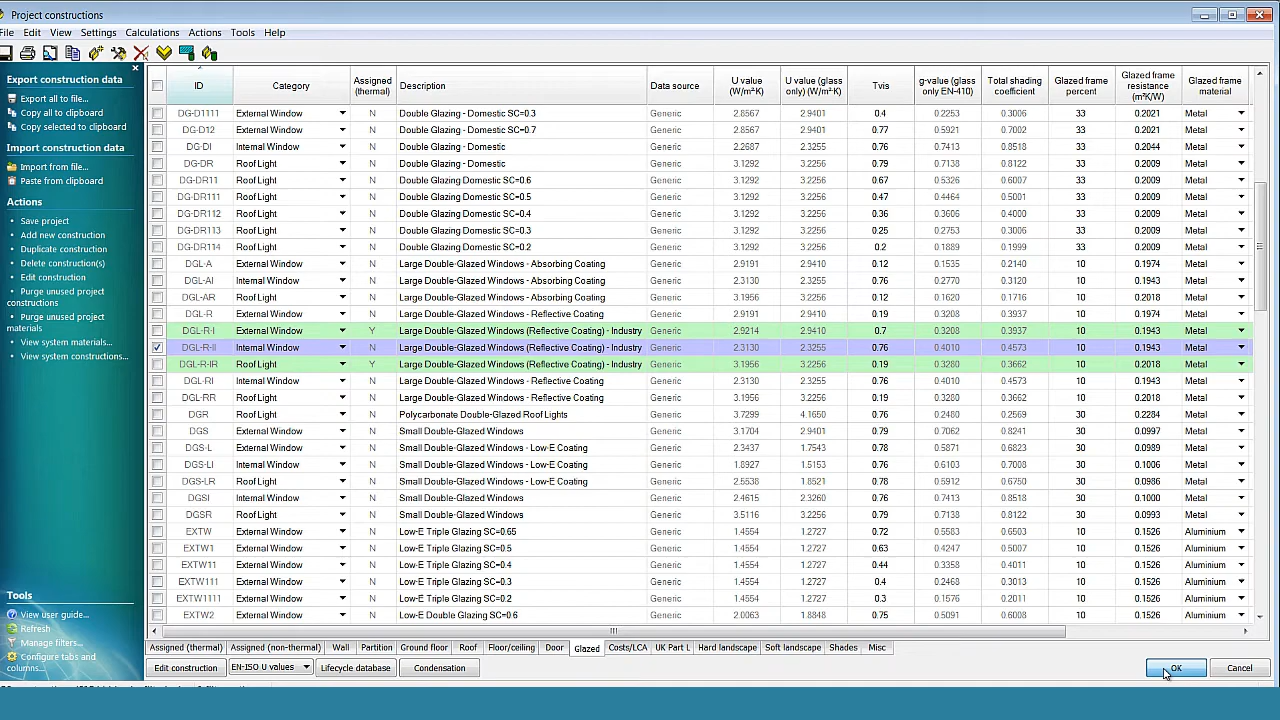 Project constructions
File Edit View Settings Calculations Actions Tools Help
Export construction data
Export all to file...
Copy all to clipboard
Copy selected to clipboard
Import construction data
Import from file...
Paste from clipboard
Actions
Save project
Add new construction
Duplicate construction
Delete construction(s)
Edit construction
Purge unused project
constructions
Purge unused project
materials
View system materials...
View system constructions...
Tools
View user guide...
Refresh
Manage filters...
Configure tabs and
columns...
ID Category Assigned (thermal) Description Data source U value (W/m²·K) U value (glass only) (W/m²·K) Tvis g-value (glass only EN-410) Total shading coefficient Glazed frame percent Glazed frame resistance (m²K/W) Glazed frame material
DG-D1111 External Window N Double Glazing - Domestic SC=0.3 Generic 2.8567 2.9401 0.4 0.2253 0.3006 33 0.2021 Metal
DG-D12 External Window N Double Glazing - Domestic SC=0.7 Generic 2.8567 2.9401 0.77 0.5921 0.7002 33 0.2021 Metal
DG-DI Internal Window N Double Glazing - Domestic Generic 2.2687 2.3255 0.76 0.7413 0.8518 33 0.2044 Metal
DG-DR Roof Light N Double Glazing - Domestic Generic 3.1292 3.2256 0.79 0.7138 0.8122 33 0.2009 Metal
DG-DR11 Roof Light N Double Glazing Domestic SC=0.6 Generic 3.1292 3.2256 0.67 0.5326 0.6007 33 0.2009 Metal
DG-DR111 Roof Light N Double Glazing Domestic SC=0.5 Generic 3.1292 3.2256 0.47 0.4464 0.5001 33 0.2009 Metal
DG-DR112 Roof Light N Double Glazing Domestic SC=0.4 Generic 3.1292 3.2256 0.36 0.3606 0.4000 33 0.2009 Metal
DG-DR113 Roof Light N Double Glazing Domestic SC=0.3 Generic 3.1292 3.2256 0.25 0.2753 0.3006 33 0.2009 Metal
DG-DR114 Roof Light N Double Glazing Domestic SC=0.2 Generic 3.1292 3.2256 0.2 0.1889 0.1999 33 0.2009 Metal
DGL-A External Window N Large Double-Glazed Windows - Absorbing Coating Generic 2.9191 2.9410 0.12 0.1535 0.2140 10 0.1974 Metal
DGL-AI Internal Window N Large Double-Glazed Windows - Absorbing Coating Generic 2.3130 2.3255 0.76 0.2770 0.3120 10 0.1943 Metal
DGL-AR Roof Light N Large Double-Glazed Windows - Absorbing Coating Generic 3.1956 3.2256 0.12 0.1620 0.1716 10 0.2018 Metal
DGL-R External Window N Large Double-Glazed Windows - Reflective Coating Generic 2.9191 2.9410 0.19 0.3208 0.3937 10 0.1974 Metal
DGL-R-I External Window Y Large Double-Glazed Windows (Reflective Coating) - Industry Generic 2.9214 2.9410 0.7 0.3208 0.3937 10 0.1943 Metal
DGL-R-II Internal Window N Large Double-Glazed Windows (Reflective Coating) - Industry Generic 2.3130 2.3255 0.76 0.4010 0.4573 10 0.1943 Metal
DGL-R-IR Roof Light Y Large Double-Glazed Windows (Reflective Coating) - Industry Generic 3.1956 3.2256 0.19 0.3280 0.3662 10 0.2018 Metal
DGL-RI Internal Window N Large Double-Glazed Windows - Reflective Coating Generic 2.3130 2.3255 0.76 0.4010 0.4573 10 0.1943 Metal
DGL-RR Roof Light N Large Double-Glazed Windows - Reflective Coating Generic 3.1956 3.2256 0.19 0.3280 0.3662 10 0.2018 Metal
DGR Roof Light N Polycarbonate Double-Glazed Roof Lights Generic 3.7299 4.1650 0.76 0.2480 0.2569 10 0.2284 Metal
DGS External Window N Small Double-Glazed Windows Generic 3.1704 2.9401 0.79 0.7062 0.8241 30 0.0997 Metal
DGS-L External Window N Small Double-Glazed Windows - Low-E Coating Generic 2.3437 1.7543 0.78 0.5871 0.6823 30 0.0989 Metal
DGS-LI Internal Window N Small Double-Glazed Windows - Low-E Coating Generic 1.8927 1.5153 0.76 0.6103 0.7008 30 0.1006 Metal
DGS-LR Roof Light N Small Double-Glazed Windows - Low-E Coating Generic 2.5538 1.8521 0.78 0.5912 0.6750 30 0.0986 Metal
DGSI Internal Window N Small Double-Glazed Windows Generic 2.4615 2.3260 0.76 0.7413 0.8518 30 0.1000 Metal
DGSR Roof Light N Small Double-Glazed Windows Generic 3.5116 3.2256 0.79 0.7138 0.8122 30 0.0993 Metal
EXTW External Window N Low-E Triple Glazing SC=0.65 Generic 1.4554 1.2727 0.72 0.5583 0.6503 10 0.1526 Aluminium
EXTW1 External Window N Low-E Triple Glazing SC=0.5 Generic 1.4554 1.2727 0.63 0.4247 0.5007 10 0.1526 Aluminium
EXTW11 External Window N Low-E Triple Glazing SC=0.4 Generic 1.4554 1.2727 0.44 0.3358 0.4011 10 0.1526 Aluminium
EXTW111 External Window N Low-E Triple Glazing SC=0.3 Generic 1.4554 1.2727 0.4 0.2468 0.3013 10 0.1526 Aluminium
EXTW1111 External Window N Low-E Triple Glazing SC=0.2 Generic 1.4554 1.2727 0.3 0.1576 0.2011 10 0.1526 Aluminium
EXTW2 External Window N Low-E Double Glazing SC=0.6 Generic 2.0063 1.8848 0.75 0.5091 0.6008 10 0.1526 Aluminium
Assigned (thermal) Assigned (non-thermal) Wall Partition Ground floor Roof Floor/ceiling Door Glazed Costs/LCA UK Part L Hard landscape Soft landscape Shades Misc
Edit construction EN-ISO U values Lifecycle database Condensation OK Cancel